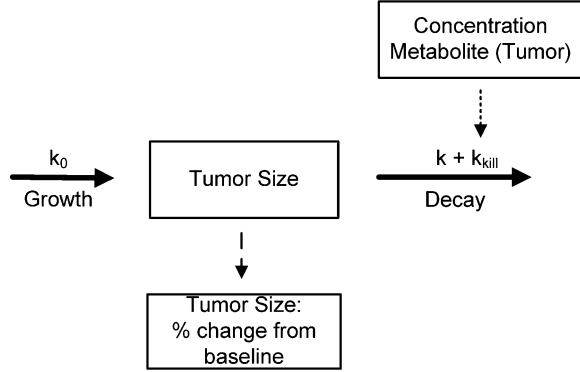 Concentration
Metabolite (Tumor)
k0
Growth
Tumor Size
k + kkill
Decay
Tumor Size:
% change from
baseline